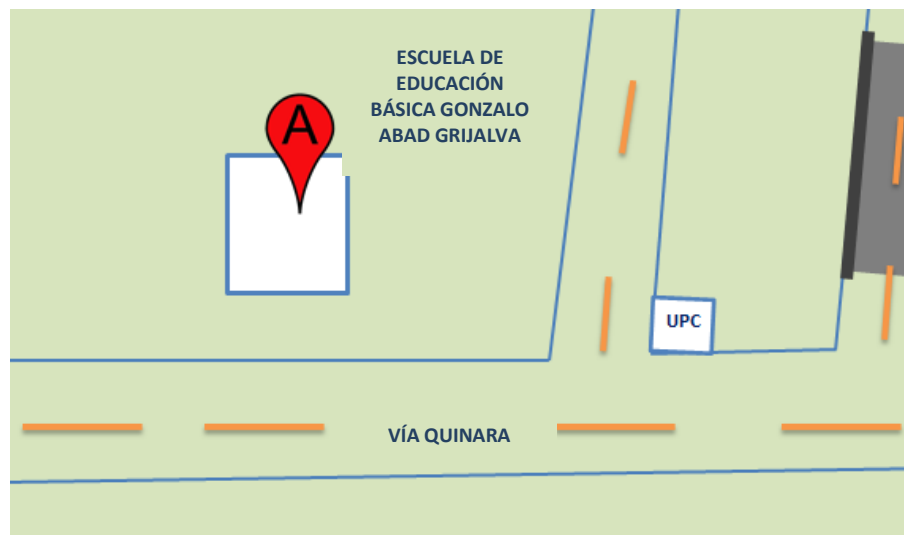 ESCUELA DE
EDUCACIÓN
BÁSICA GONZALO
ABAD GRIJALVA
A
UPC
VÍA QUINARA